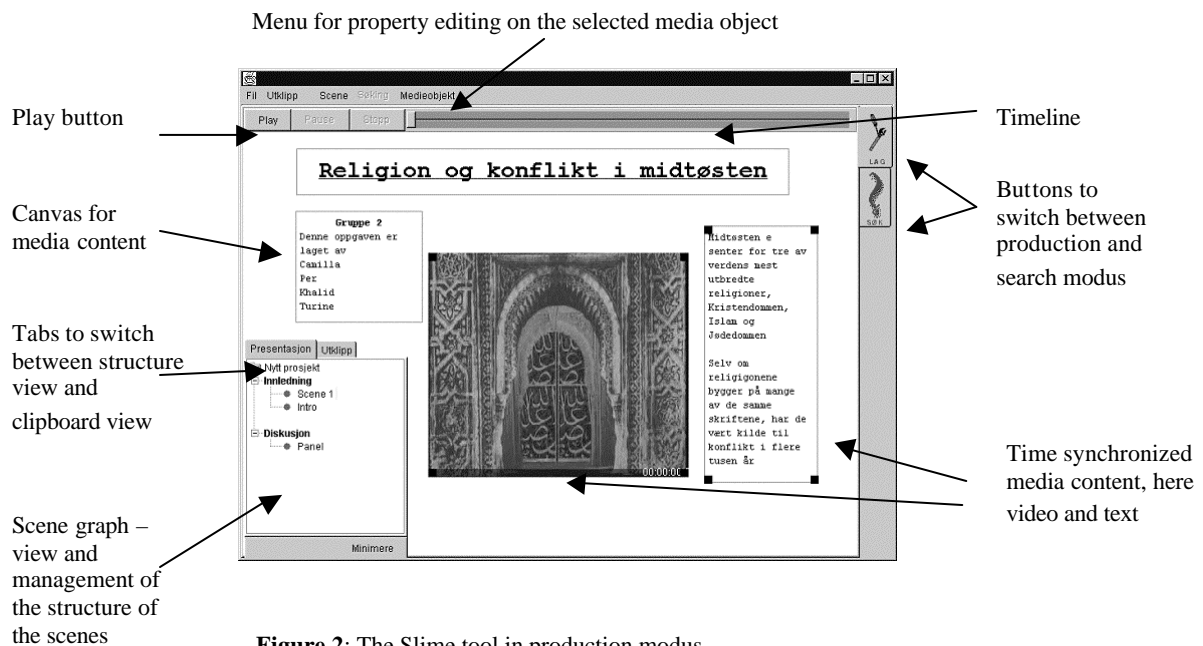 Menu for property editing on the selected media object
Fil Utklipp Scene Søking Medieobjekt
Play button
Play Pause Stopp
Timeline
LAG
Religion og konflikt i midtøsten
Buttons to
switch between
production and
search modus
SØK
Canvas for
media content
Gruppe 2
Denne oppgaven er
laget av
Camilla
Per
Khalid
Turine
Midtøsten e
senter for tre av
verdens mest
utbredte
religioner,
Kristendommen,
Islam og
Jødedommen
Selv om
religigonene
bygger på mange
av de samme
skriftene, har de
vært kilde til
konflikt i flere
tusen år
Tabs to switch
between structure
view and
clipboard view
Presentasjon Utklipp
Nytt prosjekt
Innledning
Scene 1
Intro
Diskusjon
Panel
00:00:00
Time synchronized
media content, here
video and text
Scene graph –
view and
management of
the structure of
the scenes
Minimere
Figure 2: The Slime tool in production modus